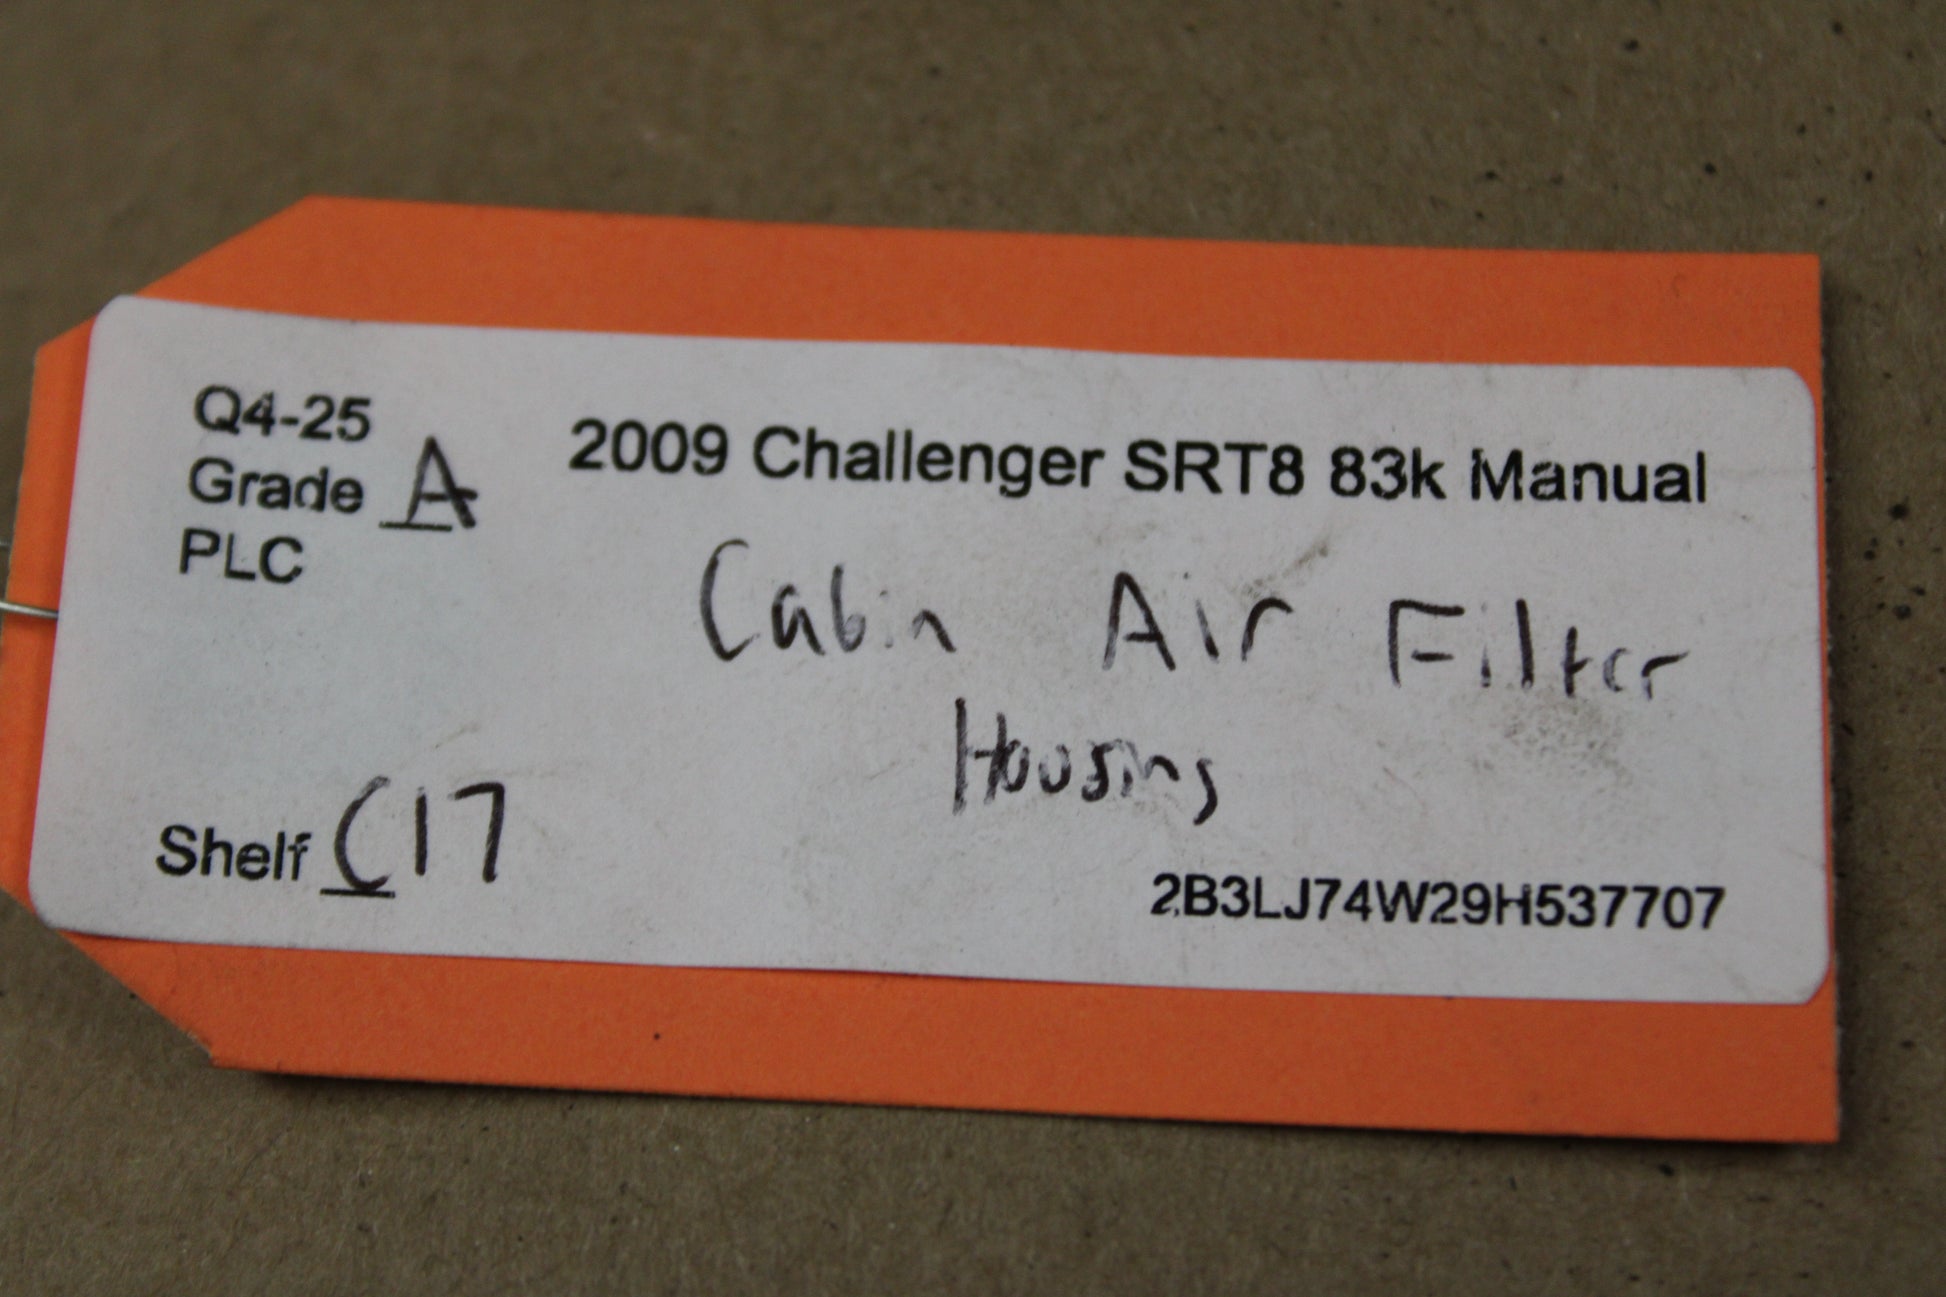 Q4-25
Grade A
PLC
2009 Challenger SRT8 83k Manual
Cabin Air Filter
Housing
Shelf C17
2B3LJ74W29H537707